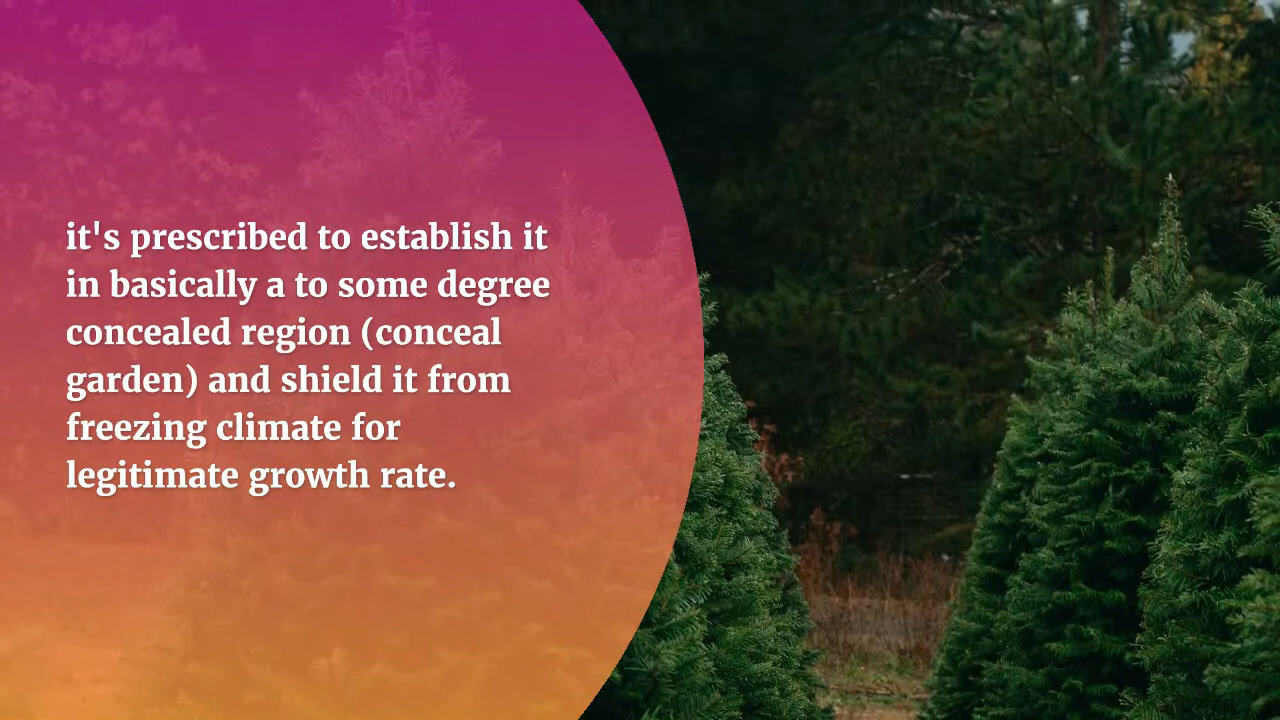 it's prescribed to establish it
in basically a to some degree
concealed region (conceal
garden) and shield it from
freezing climate for
legitimate growth rate.